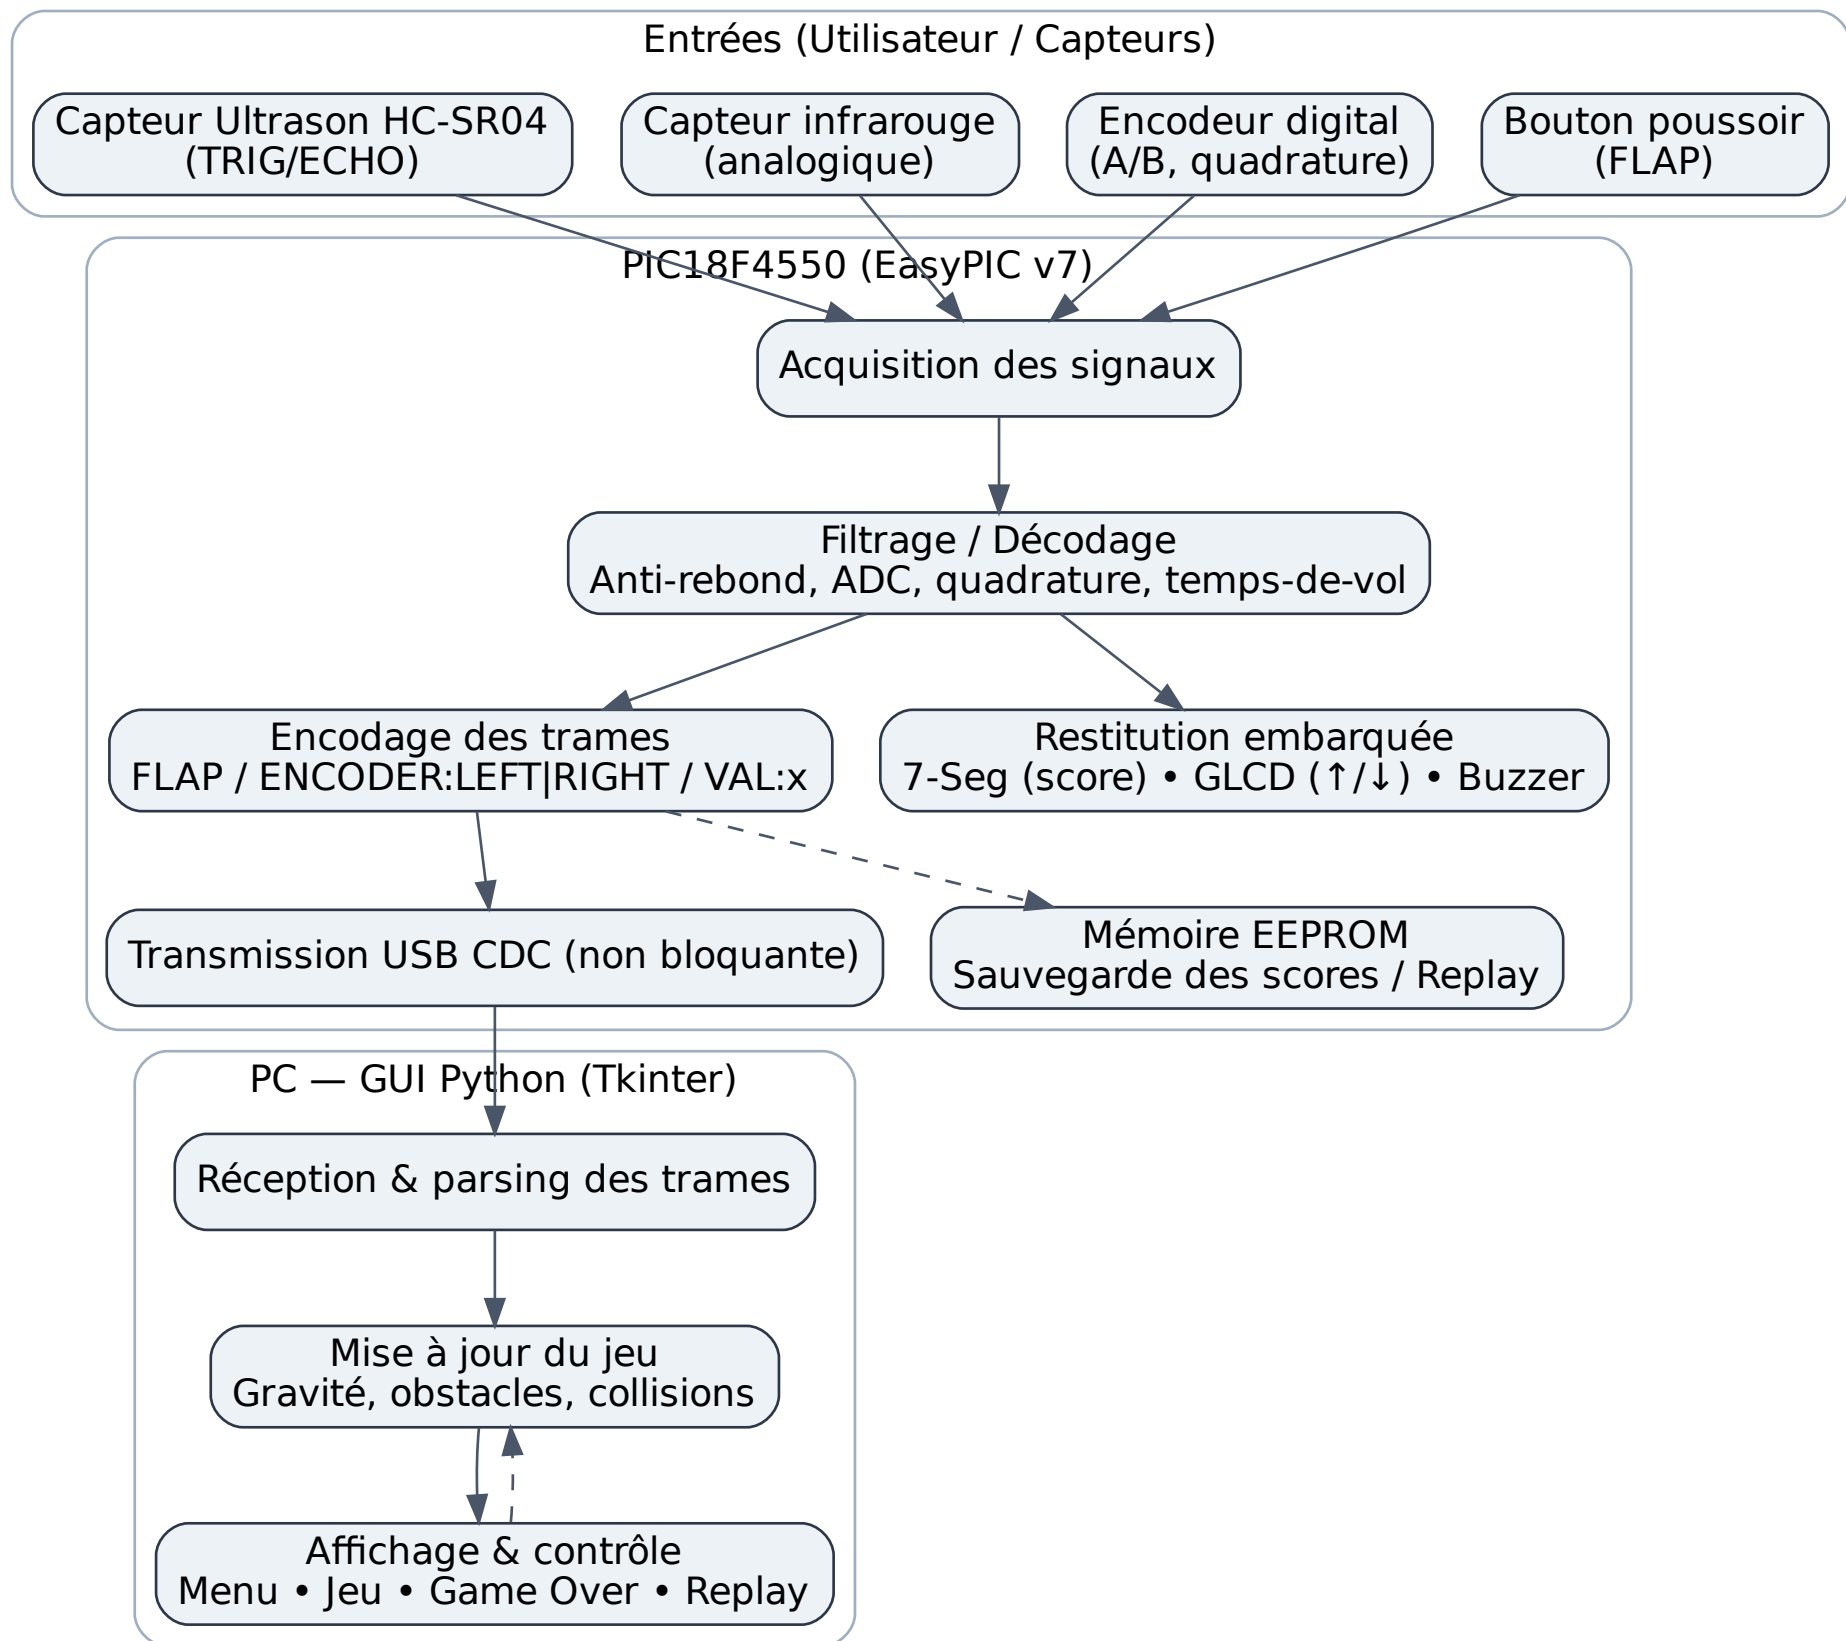 Entrées (Utilisateur / Capteurs)
Capteur Ultrason HC-SR04
(TRIG/ECHO)
Capteur infrarouge
(analogique)
Encodeur digital
(A/B, quadrature)
Bouton poussoir
(FLAP)
PIC18F4550 (EasyPIC v7)
Acquisition des signaux
Filtrage / Décodage
Anti-rebond, ADC, quadrature, temps-de-vol
Encodage des trames
FLAP / ENCODER:LEFT|RIGHT / VAL:x
Restitution embarquée
7-Seg (score) • GLCD (↑/↓) • Buzzer
Transmission USB CDC (non bloquante)
Mémoire EEPROM
Sauvegarde des scores / Replay
PC — GUI Python (Tkinter)
Réception & parsing des trames
Mise à jour du jeu
Gravité, obstacles, collisions
Affichage & contrôle
Menu • Jeu • Game Over • Replay